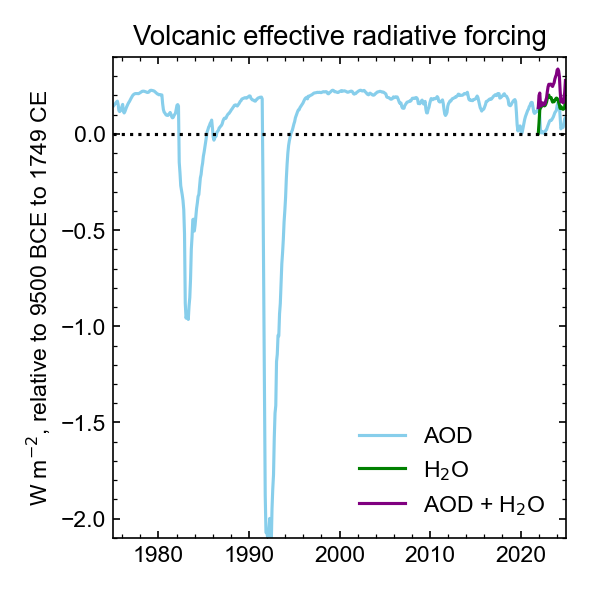 Volcanic effective radiative forcing
W m⁻², relative to 9500 BCE to 1749 CE
0.0
−0.5
−1.0
−1.5
−2.0
AOD
H₂O
AOD + H₂O
1980 1990 2000 2010 2020